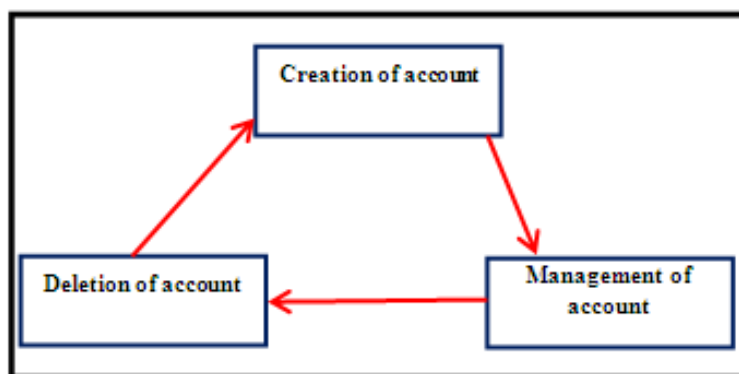 Creation of account
Deletion of account
Management of
account